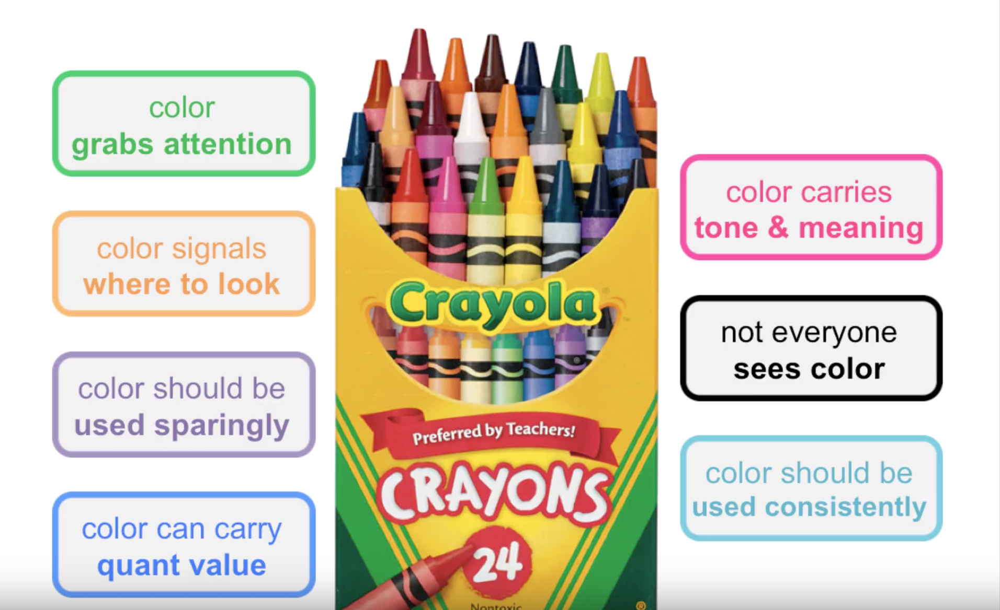 color
grabs attention
color signals
where to look
color should be
used sparingly
color can carry
quant value
Crayola
Preferred by Teachers!
CRAYONS
24
Nontoxic
®
color carries
tone & meaning
not everyone
sees color
color should be
used consistently